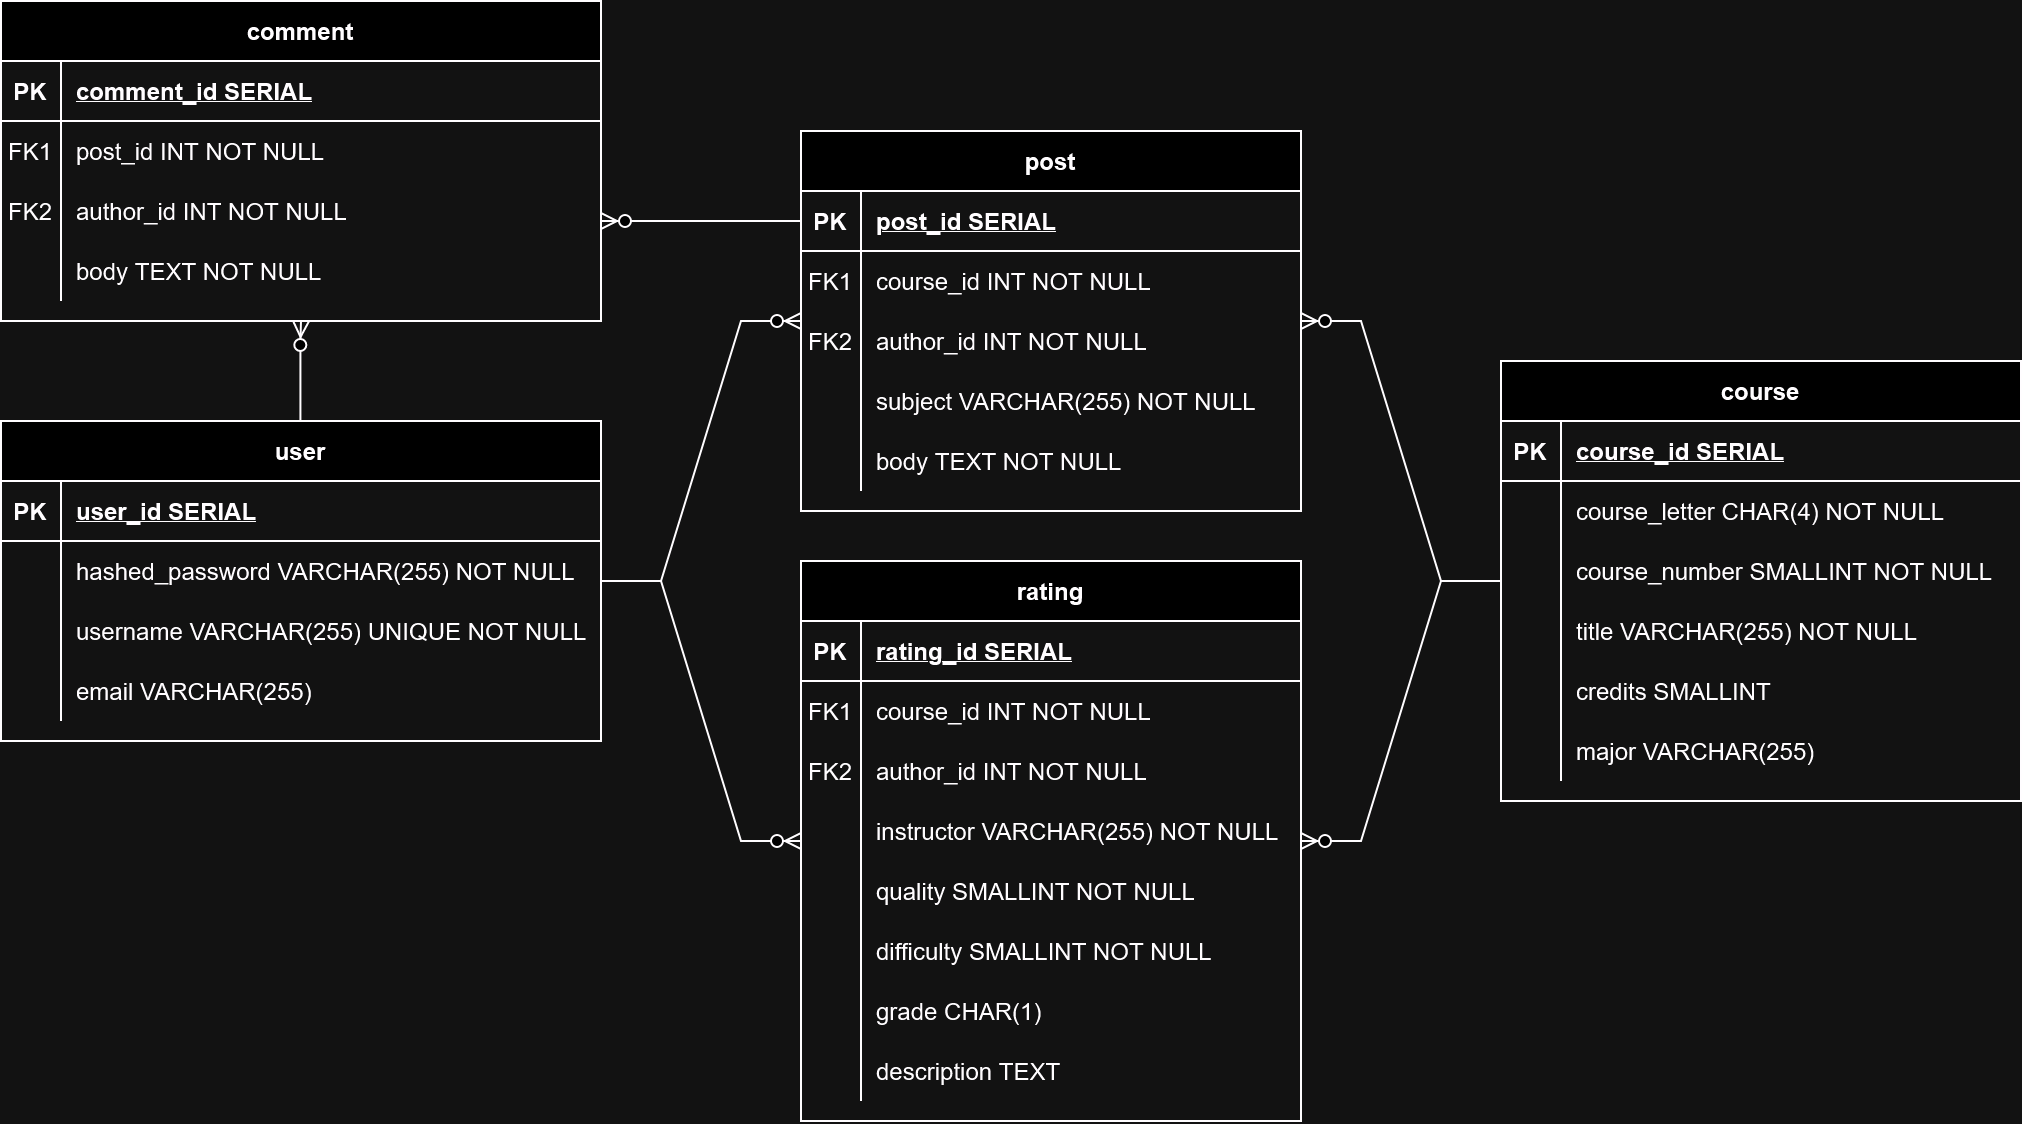 comment
PK comment_id SERIAL
FK1 post_id INT NOT NULL
FK2 author_id INT NOT NULL
body TEXT NOT NULL
user
PK user_id SERIAL
hashed_password VARCHAR(255) NOT NULL
username VARCHAR(255) UNIQUE NOT NULL
email VARCHAR(255)
post
PK post_id SERIAL
FK1 course_id INT NOT NULL
FK2 author_id INT NOT NULL
subject VARCHAR(255) NOT NULL
body TEXT NOT NULL
rating
PK rating_id SERIAL
FK1 course_id INT NOT NULL
FK2 author_id INT NOT NULL
instructor VARCHAR(255) NOT NULL
quality SMALLINT NOT NULL
difficulty SMALLINT NOT NULL
grade CHAR(1)
description TEXT
course
PK course_id SERIAL
course_letter CHAR(4) NOT NULL
course_number SMALLINT NOT NULL
title VARCHAR(255) NOT NULL
credits SMALLINT
major VARCHAR(255)